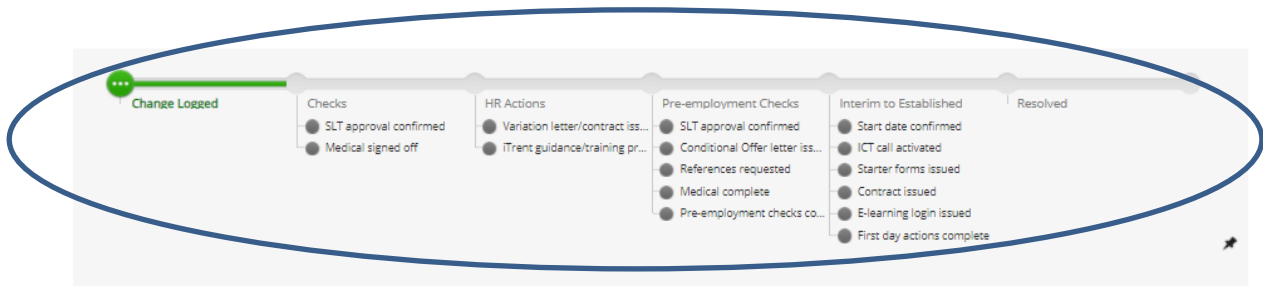 Change Logged
Checks
SLT approval confirmed
Medical signed off
HR Actions
Variation letter/contract iss...
iTrent guidance/training pr...
Pre-employment Checks
SLT approval confirmed
Conditional Offer letter iss...
References requested
Medical complete
Pre-employment checks co...
Interim to Established
Start date confirmed
ICT call activated
Starter forms issued
Contract issued
E-learning login issued
First day actions complete
Resolved